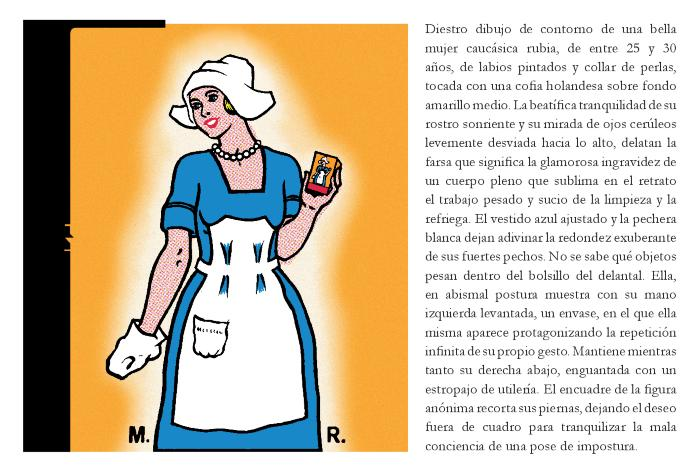 Diestro dibujo de contorno de una bella
mujer caucásica rubia, de entre 25 y 30
años, de labios pintados y collar de perlas,
tocada con una cofia holandesa sobre fondo
amarillo medio. La beatífica tranquilidad de su
rostro sonriente y su mirada de ojos cerúleos
levemente desviada hacia lo alto, delatan la
farsa que significa la glamorosa ingravidez de
un cuerpo pleno que sublima en el retrato
el trabajo pesado y sucio de la limpieza y la
refriega. El vestido azul ajustado y la pechera
blanca dejan adivinar la redondez exuberante
de sus fuertes pechos. No se sabe qué objetos
pesan dentro del bolsillo del delantal. Ella,
en abismal postura muestra con su mano
izquierda levantada, un envase, en el que ella
misma aparece protagonizando la repetición
infinita de su propio gesto. Mantiene mientras
tanto su derecha abajo, enguantada con un
estropajo de utilería. El encuadre de la figura
anónima recorta sus piernas, dejando el deseo
fuera de cuadro para tranquilizar la mala
conciencia de una pose de impostura.
M. R.